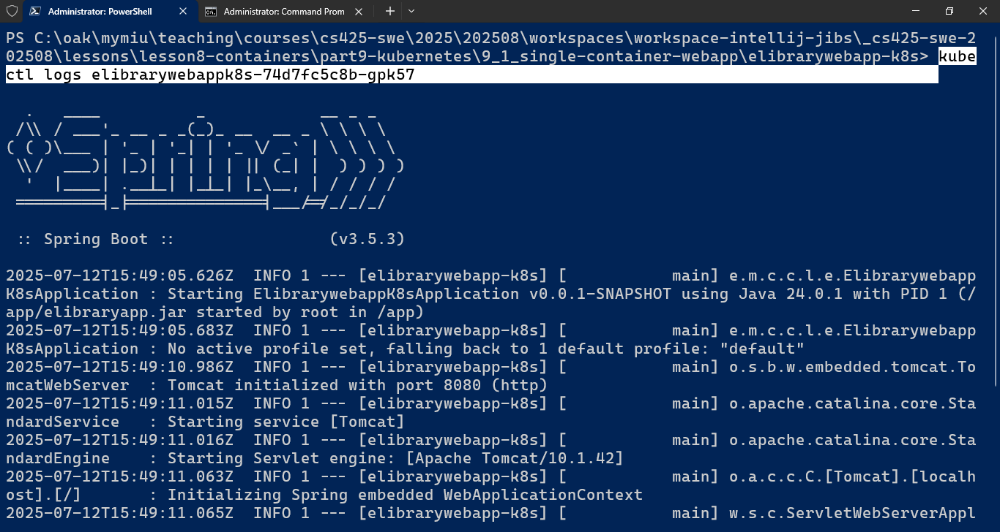 Administrator: PowerShell
Administrator: Command Prom
PS C:\oak\mymiu\teaching\courses\cs425-swe\2025\202508\workspaces\workspace-intellij-jibs\_cs425-swe-2
02508\lessons\lesson8-containers\part9-kubernetes\9_1_single-container-webapp\elibrarywebapp-k8s> kube
ctl logs elibrarywebappk8s-74d7fc5c8b-gpk57
  .   ____          _            __ _ _
 /\\ / ___'_ __ _ _(_)_ __  __ _ \ \ \ \
( ( )\___ | '_ | '_| | '_ \/ _` | \ \ \ \
 \\/  ___)| |_)| | | | | || (_| |  ) ) ) )
  '  |____| .__|_| |_|_| |_\__, | / / / /
 =========|_|==============|___/=/_/_/_/
 :: Spring Boot ::                (v3.5.3)
2025-07-12T15:49:05.626Z  INFO 1 --- [elibrarywebapp-k8s] [           main] e.m.c.c.l.e.Elibrarywebapp
K8sApplication : Starting ElibrarywebappK8sApplication v0.0.1-SNAPSHOT using Java 24.0.1 with PID 1 (/
app/elibraryapp.jar started by root in /app)
2025-07-12T15:49:05.683Z  INFO 1 --- [elibrarywebapp-k8s] [           main] e.m.c.c.l.e.Elibrarywebapp
K8sApplication : No active profile set, falling back to 1 default profile: "default"
2025-07-12T15:49:10.986Z  INFO 1 --- [elibrarywebapp-k8s] [           main] o.s.b.w.embedded.tomcat.To
mcatWebServer  : Tomcat initialized with port 8080 (http)
2025-07-12T15:49:11.015Z  INFO 1 --- [elibrarywebapp-k8s] [           main] o.apache.catalina.core.Sta
ndardService   : Starting service [Tomcat]
2025-07-12T15:49:11.016Z  INFO 1 --- [elibrarywebapp-k8s] [           main] o.apache.catalina.core.Sta
ndardEngine    : Starting Servlet engine: [Apache Tomcat/10.1.42]
2025-07-12T15:49:11.063Z  INFO 1 --- [elibrarywebapp-k8s] [           main] o.a.c.c.C.[Tomcat].[localh
ost].[/]       : Initializing Spring embedded WebApplicationContext
2025-07-12T15:49:11.065Z  INFO 1 --- [elibrarywebapp-k8s] [           main] w.s.c.ServletWebServerAppl